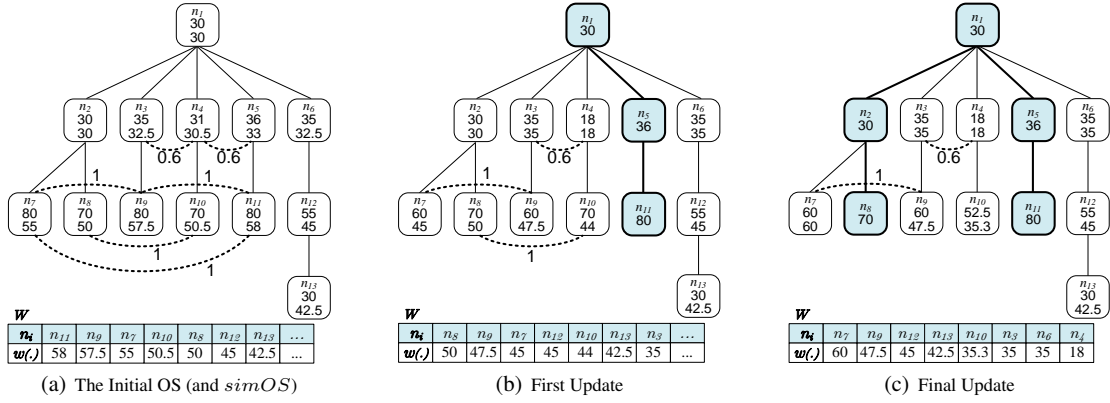 n1
30
30
n2
30
30
n3
35
32.5
n4
31
30.5
n5
36
33
n6
35
32.5
0.6
0.6
1
1
n7
80
55
n8
70
50
n9
80
57.5
n10
70
50.5
n11
80
58
n12
55
45
1
1
n13
30
42.5
W
ni n11 n9 n7 n10 n8 n12 n13 ...
w(.) 58 57.5 55 50.5 50 45 42.5 ...
(a) The Initial OS (and simOS)
n1
30
n2
30
30
n3
35
35
n4
18
18
n5
36
n6
35
35
0.6
1
n7
60
45
n8
70
50
n9
60
47.5
n10
70
44
n11
80
n12
55
45
1
n13
30
42.5
W
ni n8 n9 n7 n12 n10 n13 n3 ...
w(.) 50 47.5 45 45 44 42.5 35 ...
(b) First Update
n1
30
n2
30
n3
35
35
n4
18
18
n5
36
n6
35
35
0.6
1
n7
60
60
n8
70
n9
60
47.5
n10
52.5
35.3
n11
80
n12
55
45
n13
30
42.5
W
ni n7 n9 n12 n13 n10 n3 n6 n4
w(.) 60 47.5 45 42.5 35.3 35 35 18
(c) Final Update